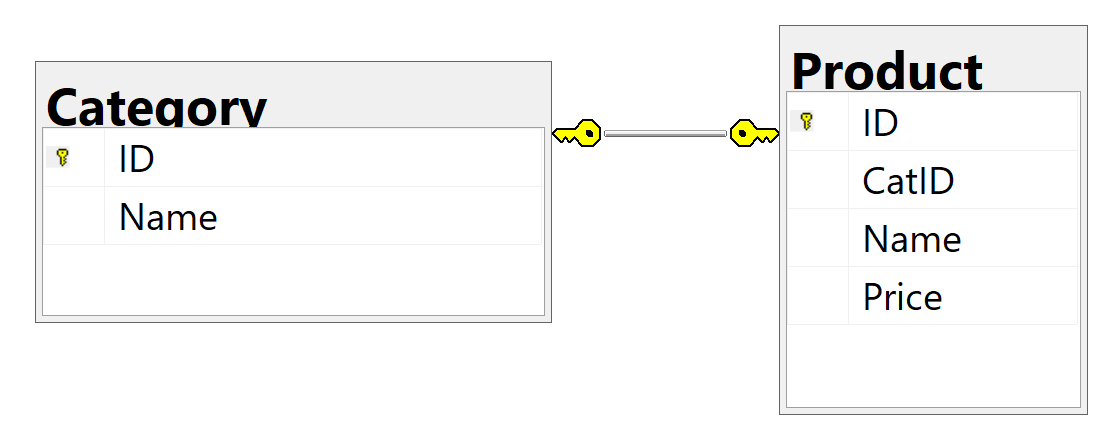 Category
ID
Name
Product
ID
CatID
Name
Price